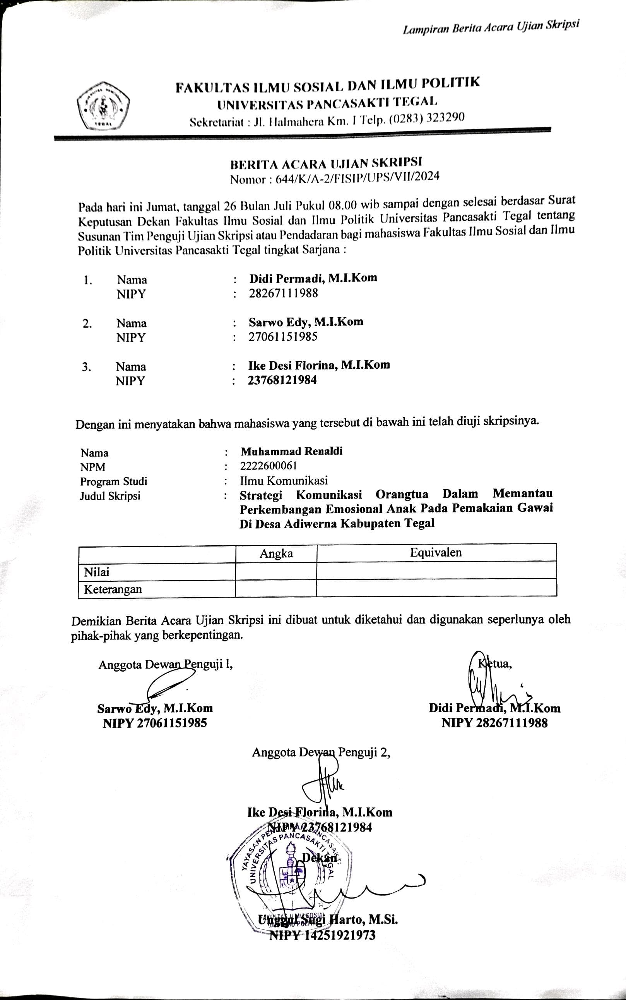 Lampiran Berita Acara Ujian Skripsi
TEGAL
FAKULTAS ILMU SOSIAL DAN ILMU POLITIK
UNIVERSITAS PANCASAKTI TEGAL
Sekretariat : Jl. Halmahera Km. I Telp. (0283) 323290
BERITA ACARA UJIAN SKRIPSI
Nomor : 644/K/A-2/FISIP/UPS/VII/2024
Pada hari ini Jumat, tanggal 26 Bulan Juli Pukul 08.00 wib sampai dengan selesai berdasar Surat
Keputusan Dekan Fakultas Ilmu Sosial dan Ilmu Politik Universitas Pancasakti Tegal tentang
Susunan Tim Penguji Ujian Skripsi atau Pendadaran bagi mahasiswa Fakultas Ilmu Sosial dan Ilmu
Politik Universitas Pancasakti Tegal tingkat Sarjana :
1. Nama : Didi Permadi, M.I.Kom
NIPY : 28267111988
2. Nama : Sarwo Edy, M.I.Kom
NIPY : 27061151985
3. Nama : Ike Desi Florina, M.I.Kom
NIPY : 23768121984
Dengan ini menyatakan bahwa mahasiswa yang tersebut di bawah ini telah diuji skripsinya.
Nama : Muhammad Renaldi
NPM : 2222600061
Program Studi : Ilmu Komunikasi
Judul Skripsi : Strategi Komunikasi Orangtua Dalam Memantau
Perkembangan Emosional Anak Pada Pemakaian Gawai
Di Desa Adiwerna Kabupaten Tegal
Angka Equivalen
Nilai
Keterangan
Demikian Berita Acara Ujian Skripsi ini dibuat untuk diketahui dan digunakan seperlunya oleh
pihak-pihak yang berkepentingan.
Anggota Dewan Penguji 1, Ketua,
Sarwo Edy, M.I.Kom Didi Permadi, M.I.Kom
NIPY 27061151985 NIPY 28267111988
Anggota Dewan Penguji 2,
Ike Desi Florina, M.I.Kom
NIPY 23768121984
YAYASAN PENDIDIKAN PANCASAKTI
UNIVERSITAS PANCASAKTI TEGAL
Dekan
FAKULTAS ILMU SOSIAL
Unggul Sugi Harto, M.Si.
NIPY 14251921973